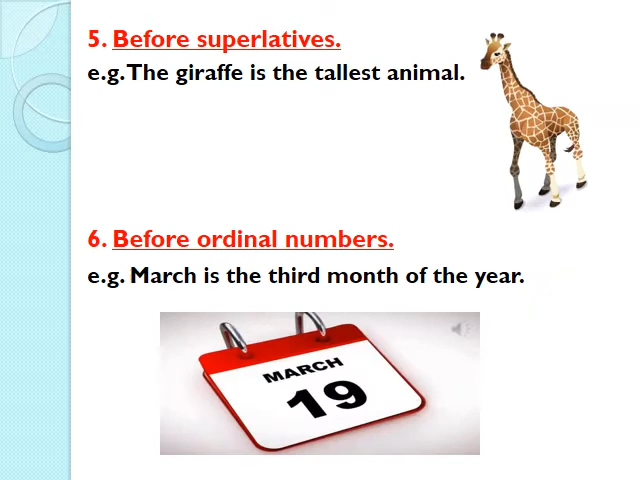 5. Before superlatives.
e.g. The giraffe is the tallest animal.
6. Before ordinal numbers.
e.g. March is the third month of the year.
MARCH
19